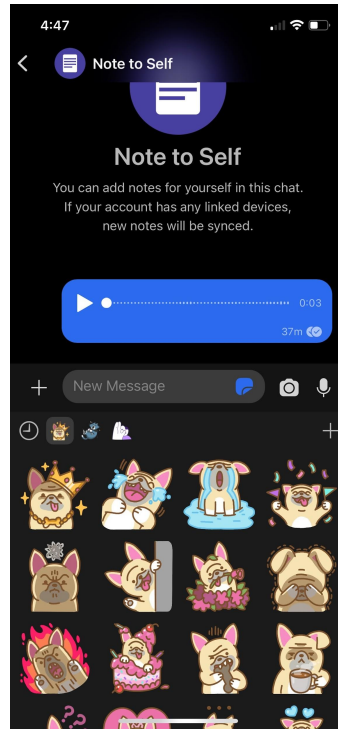 4:47
Note to Self
Note to Self
You can add notes for yourself in this chat.
If your account has any linked devices,
new notes will be synced.
0:03
37m
New Message